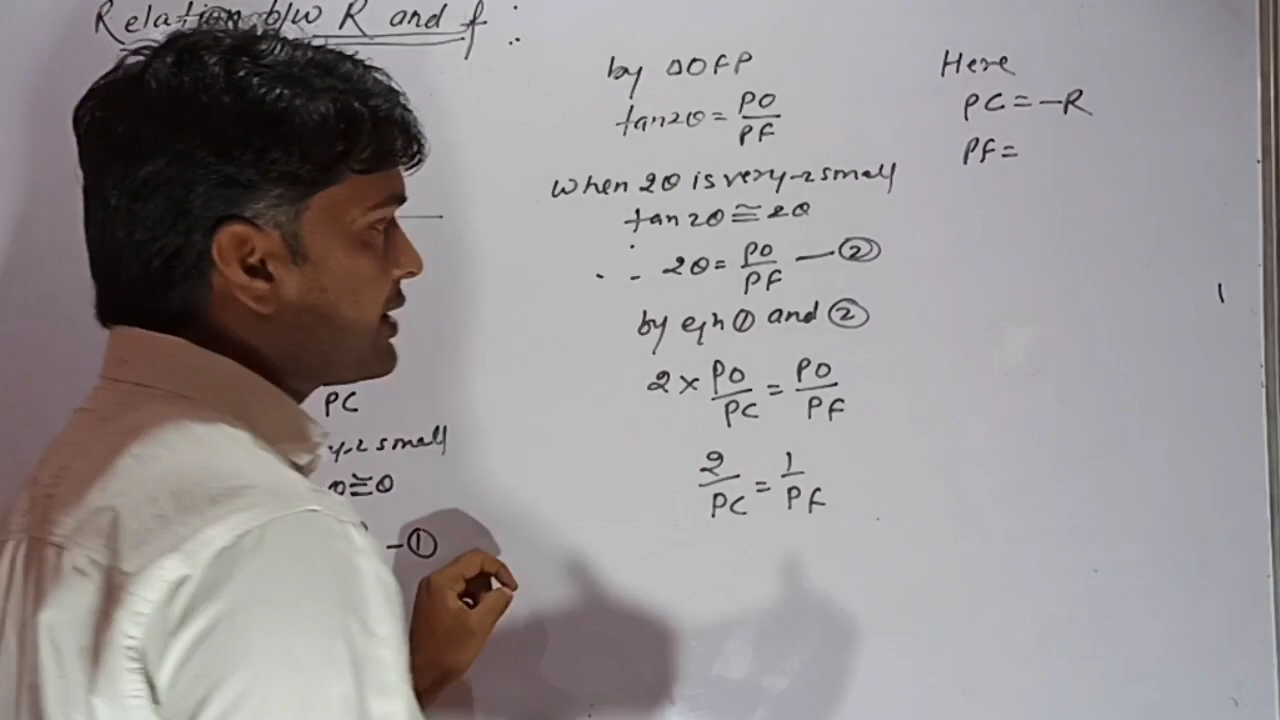 Relation b/w R and f :
PC
y-2 small
θ≅θ
-①
by ΔOFP
tan2θ = PO/PF
When 2θ is very-2 small
tan2θ ≅ 2θ
∴ 2θ = PO/PF —②
by eqn ① and ②
2 × PO/PC = PO/PF
2/PC = 1/PF
Here
PC = -R
PF =